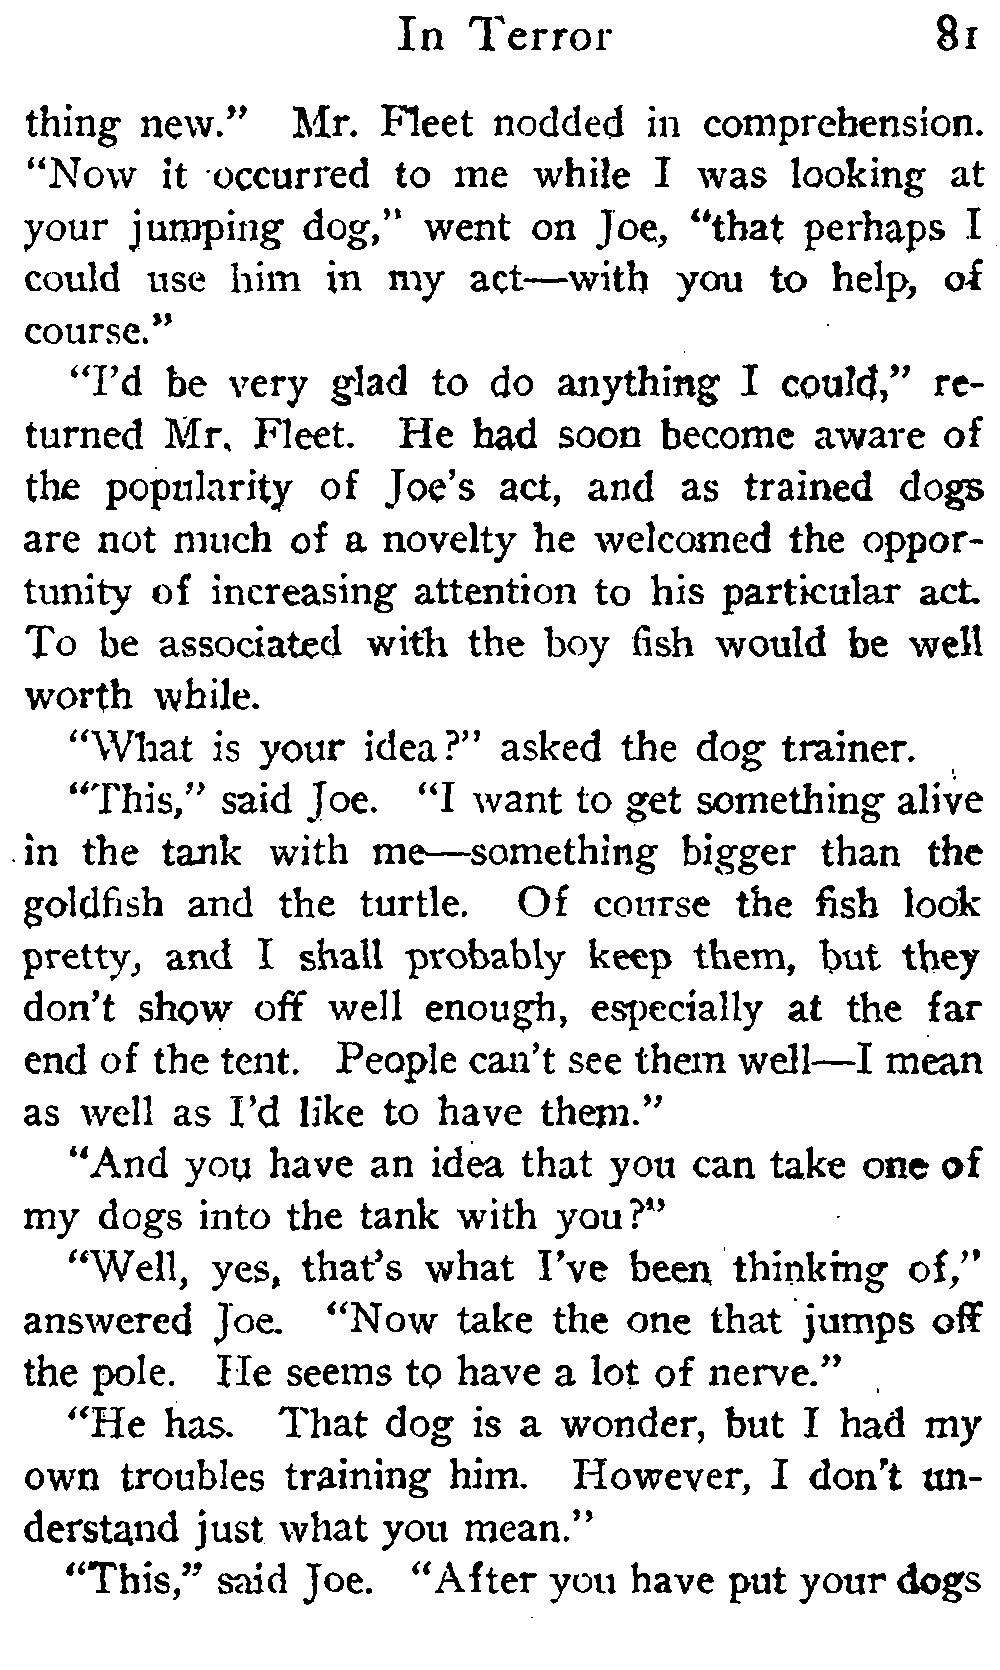 In Terror 81
thing new." Mr. Fleet nodded in comprehension.
"Now it occurred to me while I was looking at
your jumping dog," went on Joe, "that perhaps I
could use him in my act—with you to help, of
course."
"I'd be very glad to do anything I could," re-
turned Mr. Fleet. He had soon become aware of
the popularity of Joe's act, and as trained dogs
are not much of a novelty he welcomed the oppor-
tunity of increasing attention to his particular act.
To be associated with the boy fish would be well
worth while.
"What is your idea?" asked the dog trainer.
"This," said Joe. "I want to get something alive
in the tank with me—something bigger than the
goldfish and the turtle. Of course the fish look
pretty, and I shall probably keep them, but they
don't show off well enough, especially at the far
end of the tent. People can't see them well—I mean
as well as I'd like to have them."
"And you have an idea that you can take one of
my dogs into the tank with you?"
"Well, yes, that's what I've been thinking of,"
answered Joe. "Now take the one that jumps off
the pole. He seems to have a lot of nerve."
"He has. That dog is a wonder, but I had my
own troubles training him. However, I don't un-
derstand just what you mean."
"This," said Joe. "After you have put your dogs